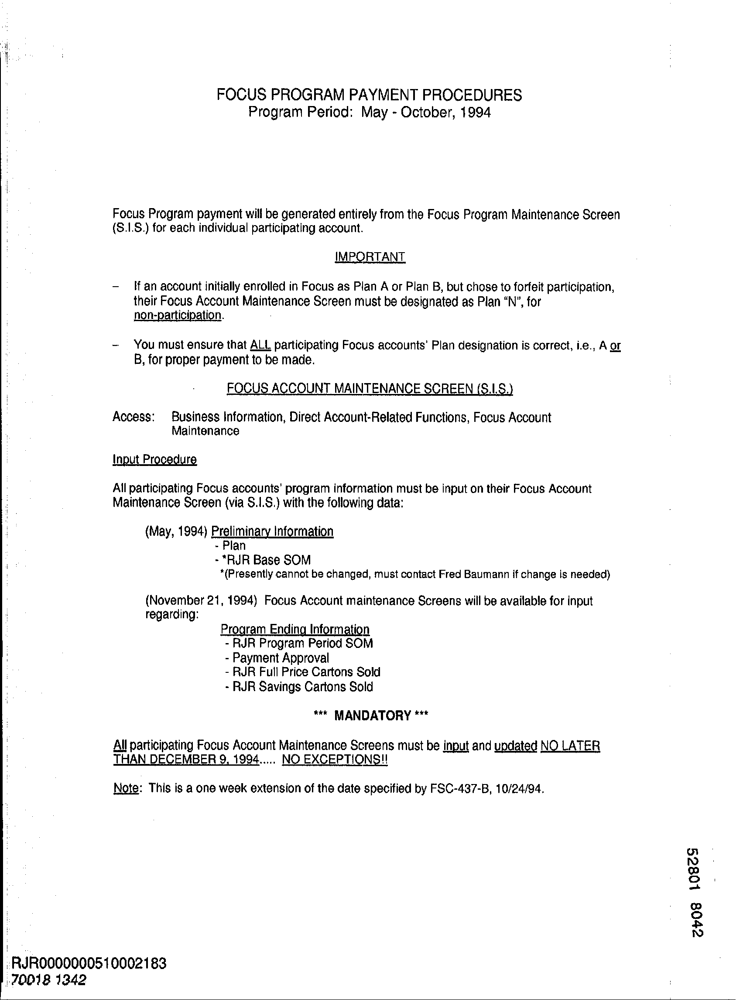 FOCUS PROGRAM PAYMENT PROCEDURES
Program Period: May - October, 1994
Focus Program payment will be generated entirely from the Focus Program Maintenance Screen
(S.I.S.) for each individual participating account.
IMPORTANT
– If an account initially enrolled in Focus as Plan A or Plan B, but chose to forfeit participation,
their Focus Account Maintenance Screen must be designated as Plan "N", for
non-participation.
– You must ensure that ALL participating Focus accounts' Plan designation is correct, i.e., A or
B, for proper payment to be made.
FOCUS ACCOUNT MAINTENANCE SCREEN (S.I.S.)
Access: Business Information, Direct Account-Related Functions, Focus Account
Maintenance
Input Procedure
All participating Focus accounts' program information must be input on their Focus Account
Maintenance Screen (via S.I.S.) with the following data:
(May, 1994) Preliminary Information
- Plan
- *RJR Base SOM
*(Presently cannot be changed, must contact Fred Baumann if change is needed)
(November 21, 1994) Focus Account maintenance Screens will be available for input
regarding:
Program Ending Information
- RJR Program Period SOM
- Payment Approval
- RJR Full Price Cartons Sold
- RJR Savings Cartons Sold
*** MANDATORY ***
All participating Focus Account Maintenance Screens must be input and updated NO LATER
THAN DECEMBER 9, 1994..... NO EXCEPTIONS!!
Note: This is a one week extension of the date specified by FSC-437-B, 10/24/94.
52801 8042
RJR0000000510002183
70018 1342